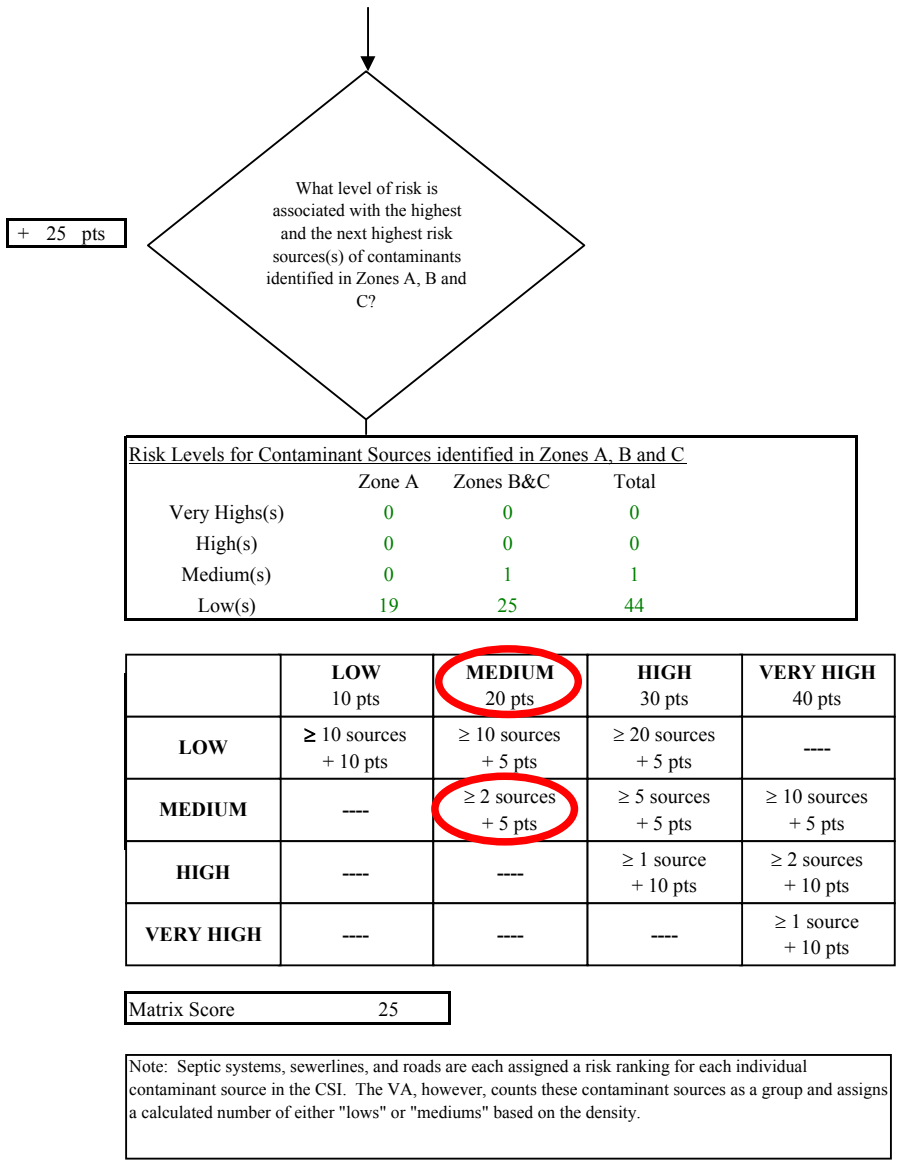 What level of risk is
associated with the highest
and the next highest risk
sources(s) of contaminants
identified in Zones A, B and
C?
+ 25 pts
Risk Levels for Contaminant Sources identified in Zones A, B and C
Zone A Zones B&C Total
Very Highs(s) 0 0 0
High(s) 0 0 0
Medium(s) 0 1 1
Low(s) 19 25 44
LOW MEDIUM HIGH VERY HIGH
10 pts 20 pts 30 pts 40 pts
LOW ≥ 10 sources ≥ 10 sources ≥ 20 sources ----
+ 10 pts + 5 pts + 5 pts
MEDIUM ---- ≥ 2 sources ≥ 5 sources ≥ 10 sources
+ 5 pts + 5 pts + 5 pts
HIGH ---- ---- ≥ 1 source ≥ 2 sources
+ 10 pts + 10 pts
VERY HIGH ---- ---- ---- ≥ 1 source
+ 10 pts
Matrix Score 25
Note: Septic systems, sewerlines, and roads are each assigned a risk ranking for each individual
contaminant source in the CSI. The VA, however, counts these contaminant sources as a group and assigns
a calculated number of either "lows" or "mediums" based on the density.